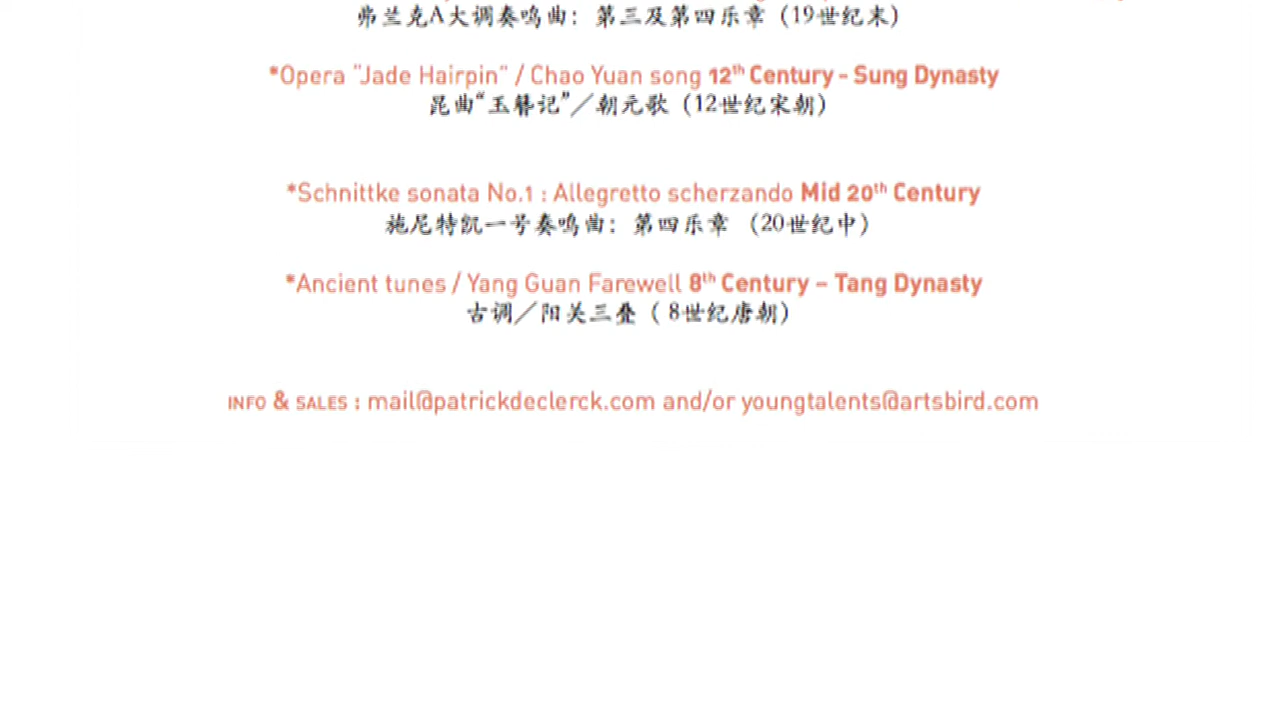 弗兰克A大调奏鸣曲：第三及第四乐章（19世纪末）
*Opera "Jade Hairpin" / Chao Yuan song 12th Century - Sung Dynasty
昆曲“玉簪记”／朝元歌（12世纪宋朝）
*Schnittke sonata No.1 : Allegretto scherzando Mid 20th Century
施尼特凯一号奏鸣曲：第四乐章 （20世纪中）
*Ancient tunes / Yang Guan Farewell 8th Century – Tang Dynasty
古调／阳关三叠（ 8世纪唐朝）
INFO & SALES : mail@patrickdeclerck.com and/or youngtalents@artsbird.com